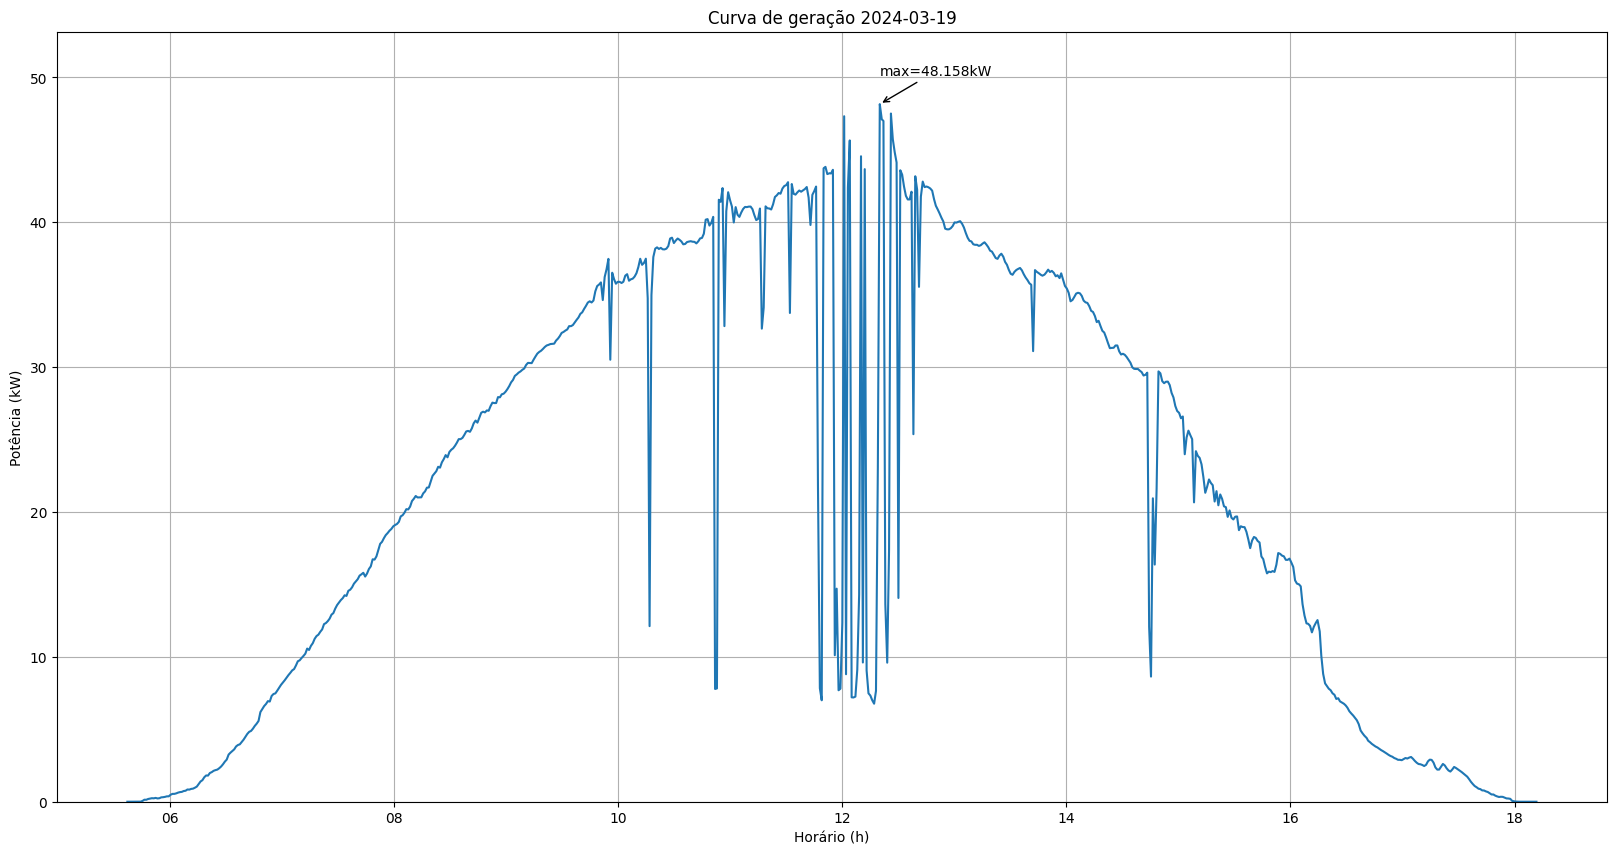 Curva de geração 2024-03-19
max=48.158kW
50
40
30
20
10
0
Potência (kW)
06 08 10 12 14 16 18
Horário (h)